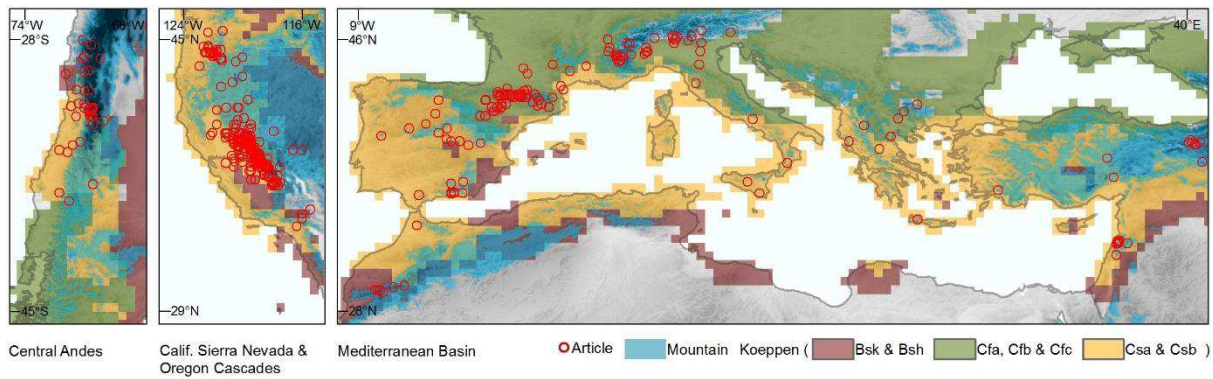 74°W
68°W
28°S
45°S
124°W
116°W
45°N
29°N
9°W
40°E
46°N
28°N
Central Andes
Calif. Sierra Nevada &
Oregon Cascades
Mediterranean Basin
Article
Mountain
Koeppen (
Bsk & Bsh
Cfa, Cfb & Cfc
Csa & Csb )